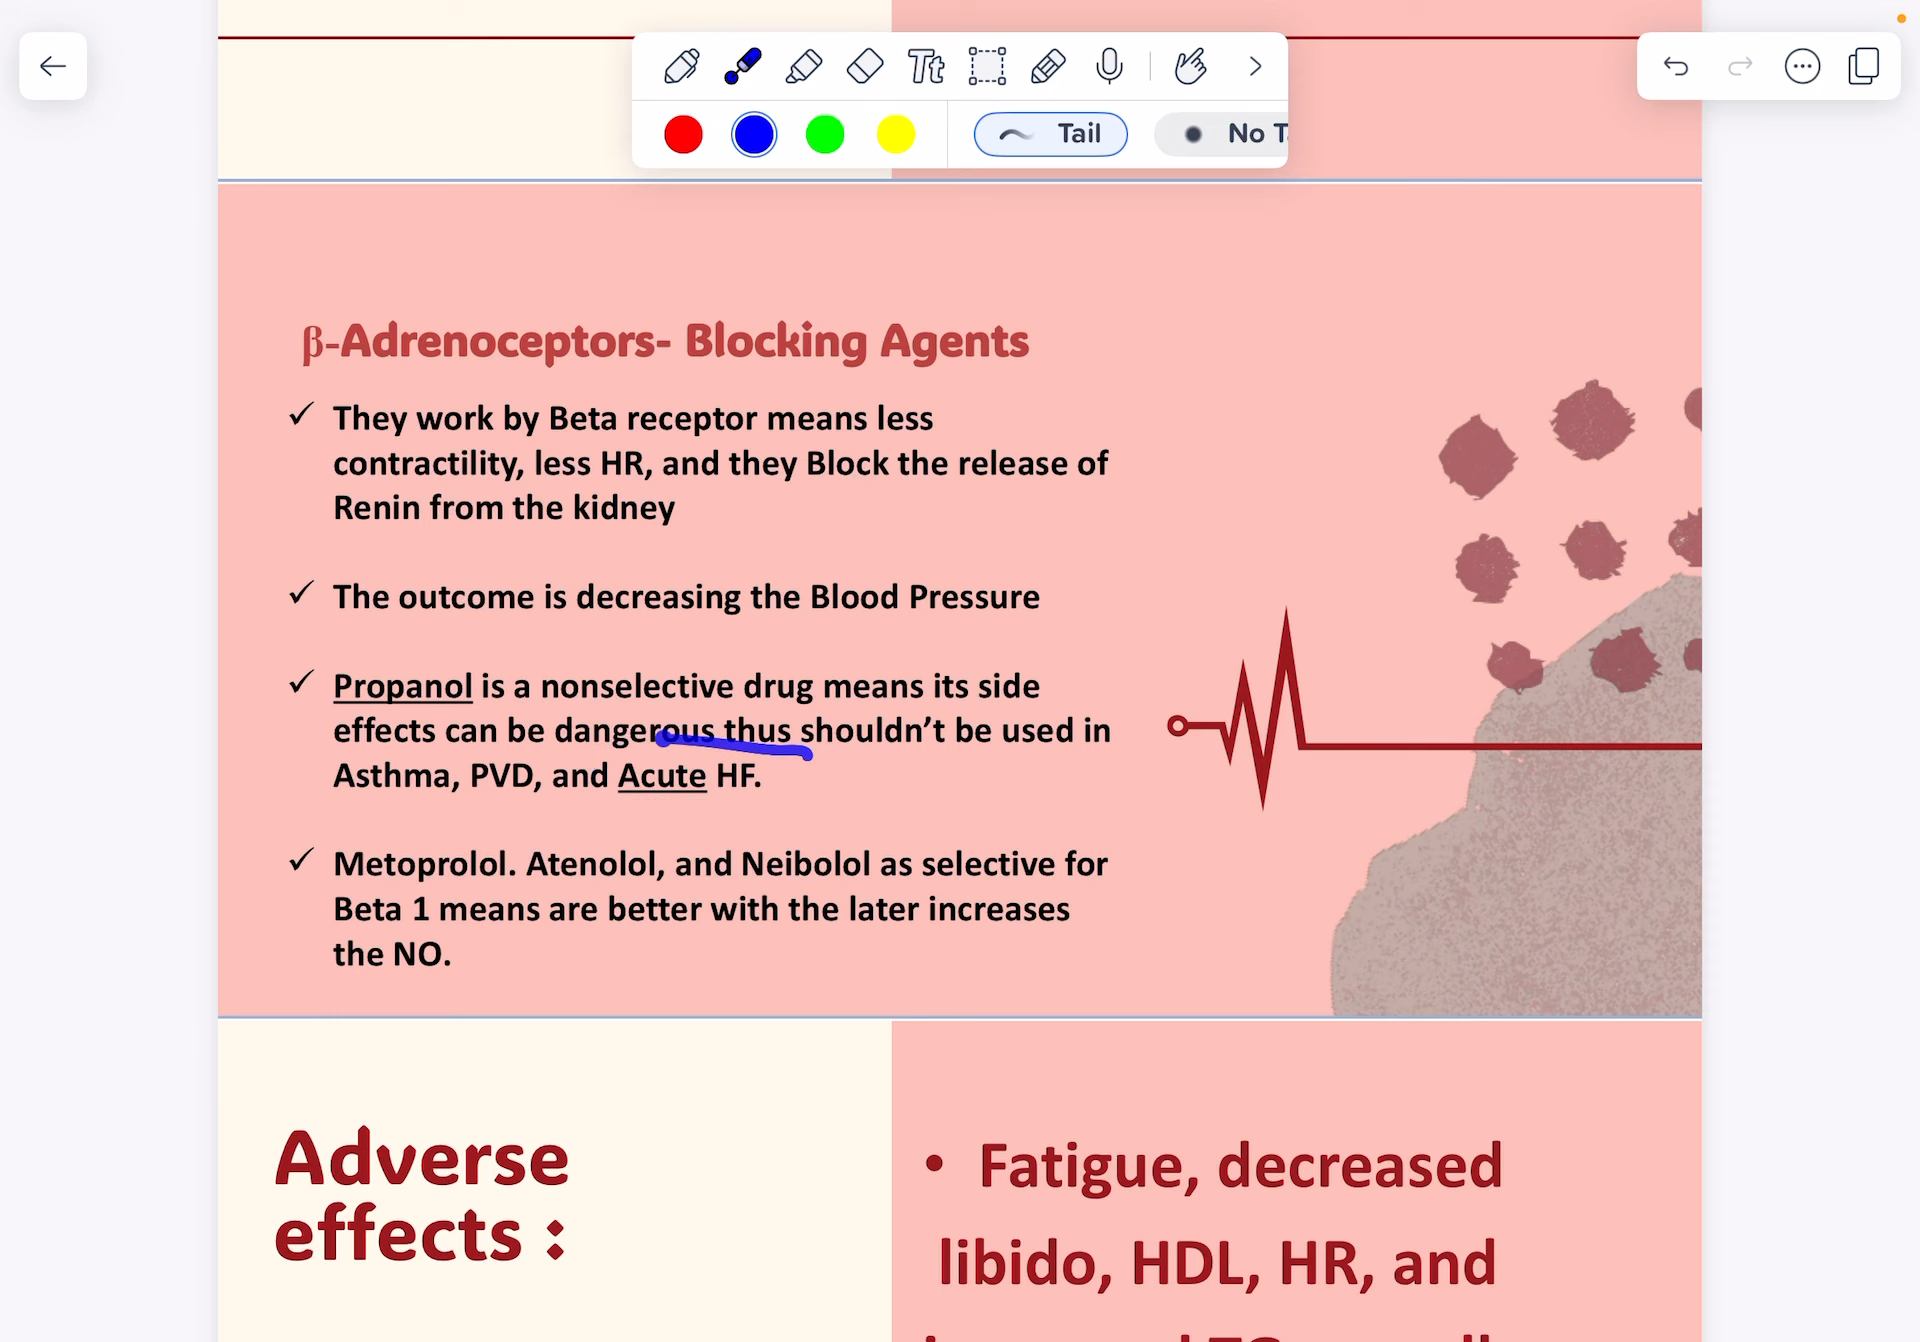 Tt
Tail
No T
β-Adrenoceptors- Blocking Agents
✓ They work by Beta receptor means less
contractility, less HR, and they Block the release of
Renin from the kidney
✓ The outcome is decreasing the Blood Pressure
✓ Propanol is a nonselective drug means its side
effects can be dangerous thus shouldn't be used in
Asthma, PVD, and Acute HF.
✓ Metoprolol. Atenolol, and Neibolol as selective for
Beta 1 means are better with the later increases
the NO.
Adverse
effects :
• Fatigue, decreased
libido, HDL, HR, and